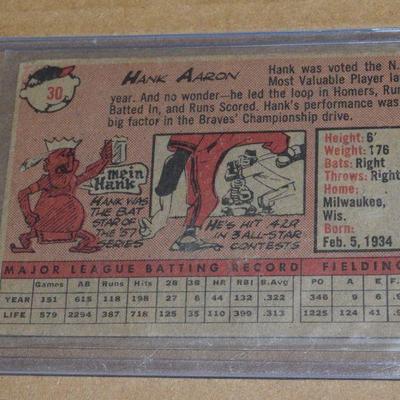 30
HANK AARON
Hank was voted the N.
Most Valuable Player la
year. And no wonder—he led the loop in Homers, Run
Batted In, and Runs Scored. Hank's performance was
big factor in the Braves' Championship drive.
mein
Hank
HANK WAS
THE BAT
STAR OF
THE '57
SERIES
HE'S HIT .429
IN 3 ALL-STAR
CONTESTS
Height: 6'
Weight: 176
Bats: Right
Throws: Right
Home:
Milwaukee,
Wis.
Born:
Feb. 5, 1934
MAJOR LEAGUE BATTING RECORD FIELDING
Games AB Runs Hits 2B 3B HR RBI B.Avg PO A E F.
YEAR 151 615 118 198 27 6 44 132 .322 346 9 6 .9
LIFE 579 2294 387 718 125 35 110 399 .313 1225 124 41 .9